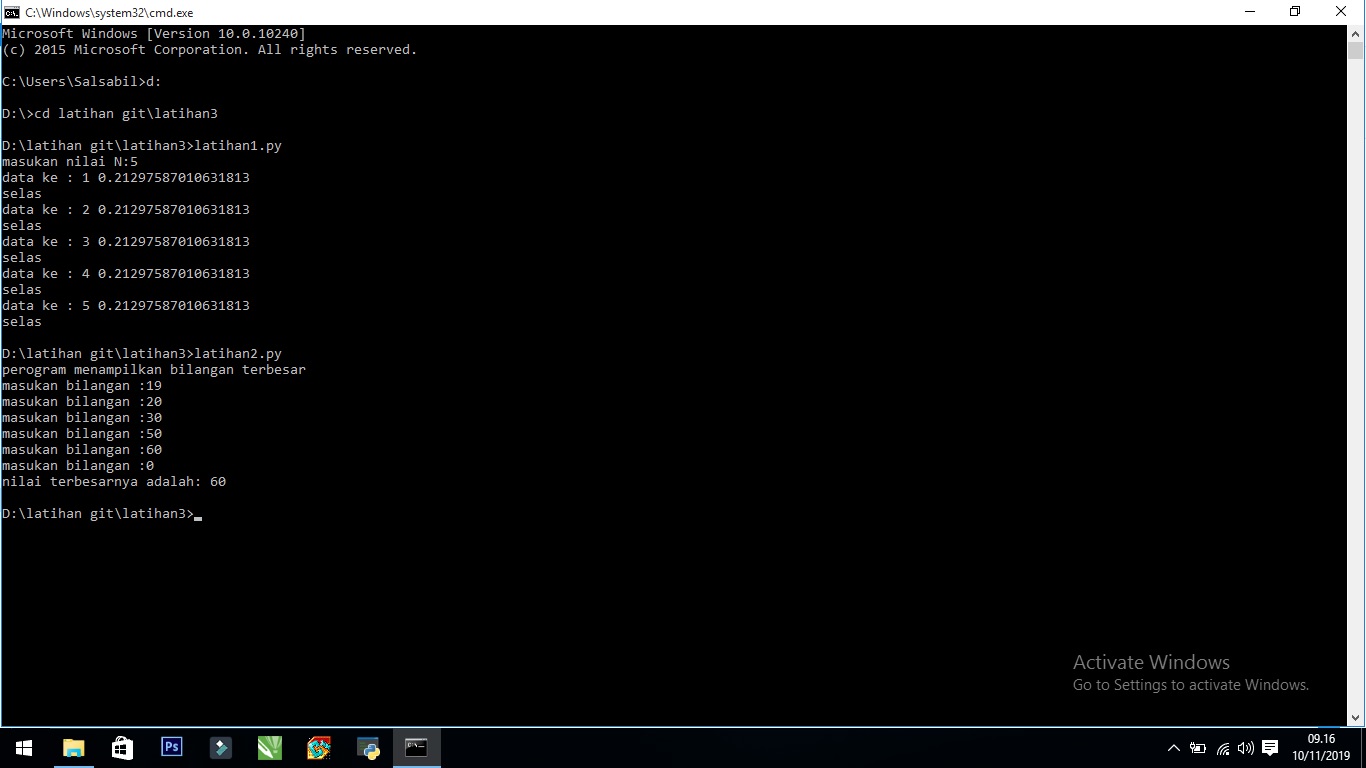 C:\Windows\system32\cmd.exe
Microsoft Windows [Version 10.0.10240]
(c) 2015 Microsoft Corporation. All rights reserved.
C:\Users\Salsabil>d:
D:\>cd latihan git\latihan3
D:\latihan git\latihan3>latihan1.py
masukan nilai N:5
data ke : 1 0.21297587010631813
selas
data ke : 2 0.21297587010631813
selas
data ke : 3 0.21297587010631813
selas
data ke : 4 0.21297587010631813
selas
data ke : 5 0.21297587010631813
selas
D:\latihan git\latihan3>latihan2.py
perogram menampilkan bilangan terbesar
masukan bilangan :19
masukan bilangan :20
masukan bilangan :30
masukan bilangan :50
masukan bilangan :60
masukan bilangan :0
nilai terbesarnya adalah: 60
D:\latihan git\latihan3>_
Activate Windows
Go to Settings to activate Windows.
Ps
09.16
10/11/2019